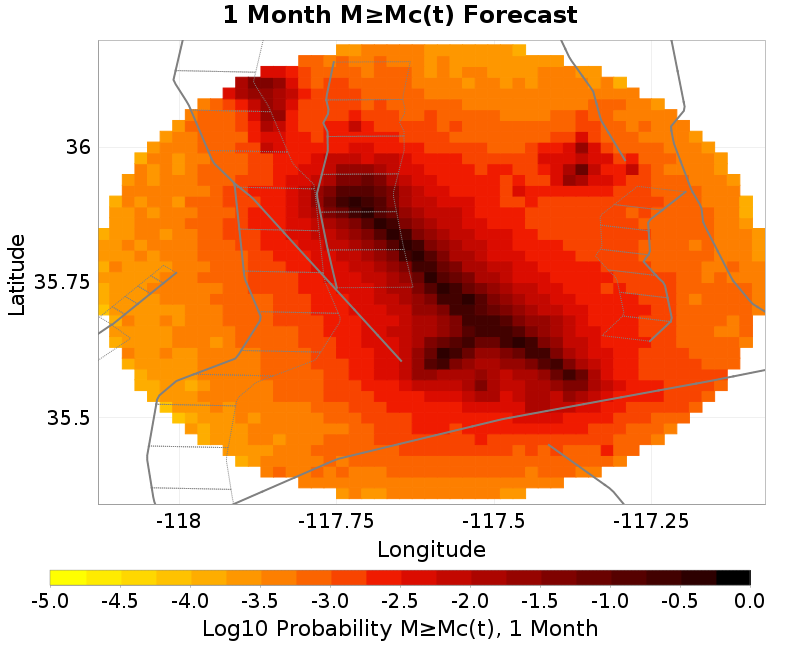 1 Month M≥Mc(t) Forecast
36
35.75
35.5
Latitude
-118 -117.75 -117.5 -117.25
Longitude
-5.0 -4.5 -4.0 -3.5 -3.0 -2.5 -2.0 -1.5 -1.0 -0.5 0.0
Log10 Probability M≥Mc(t), 1 Month